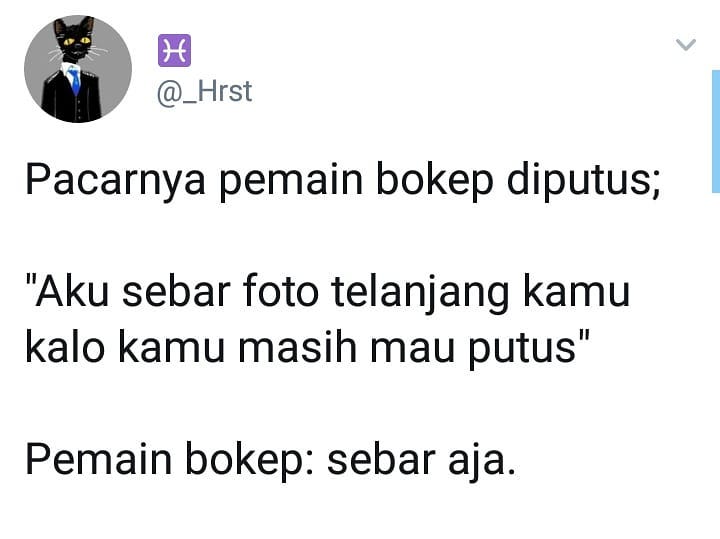 ♓
@_Hrst
Pacarnya pemain bokep diputus;
"Aku sebar foto telanjang kamu
kalo kamu masih mau putus"
Pemain bokep: sebar aja.